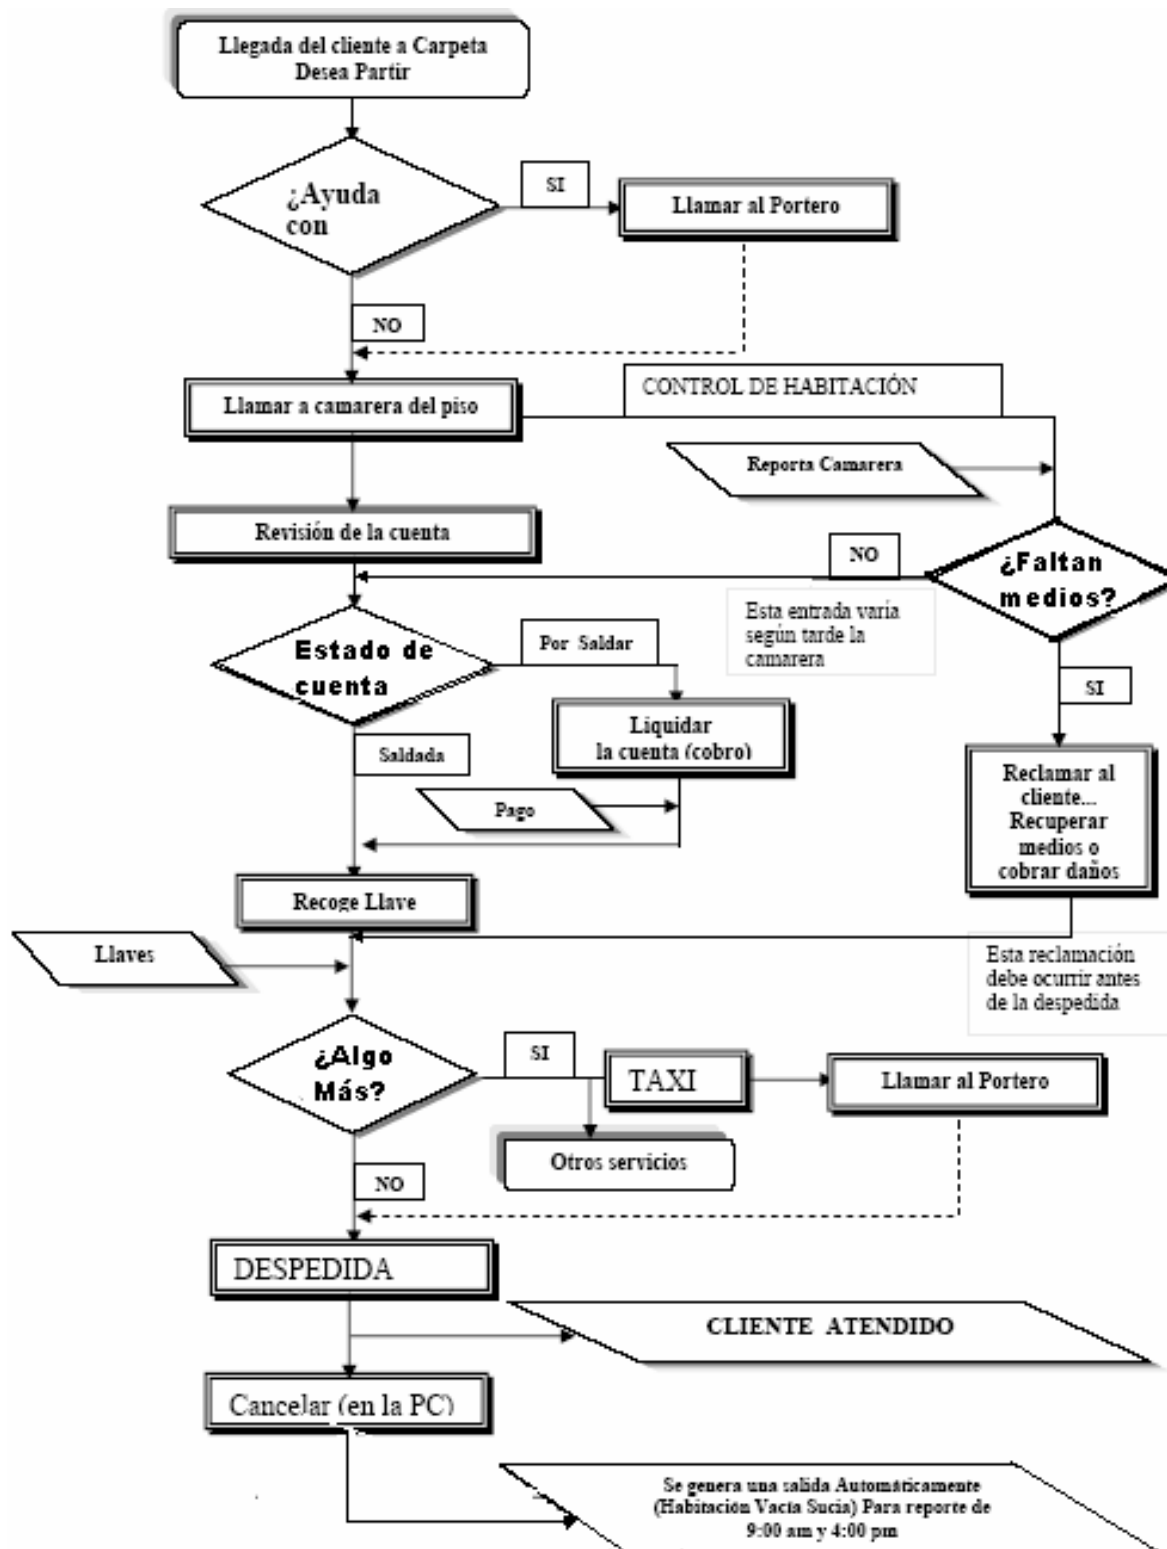 Llegada del cliente a Carpeta
Desea Partir
¿Ayuda
con
SI
Llamar al Portero
NO
Llamar a camarera del piso
CONTROL DE HABITACIÓN
Reporta Camarera
Revisión de la cuenta
NO
¿Faltan
medios?
Esta entrada varía
según tarde la
camarera
Estado de
cuenta
Por Saldar
SI
Liquidar
la cuenta (cobro)
Saldada
Reclamar al
cliente...
Recuperar
medios o
cobrar daños
Pago
Recoge Llave
Llaves
Esta reclamación
debe ocurrir antes
de la despedida
¿Algo
Más?
SI
TAXI
Llamar al Portero
Otros servicios
NO
DESPEDIDA
CLIENTE ATENDIDO
Cancelar (en la PC)
Se genera una salida Automáticamente
(Habitación Vacía Sucia) Para reporte de
9:00 am y 4:00 pm